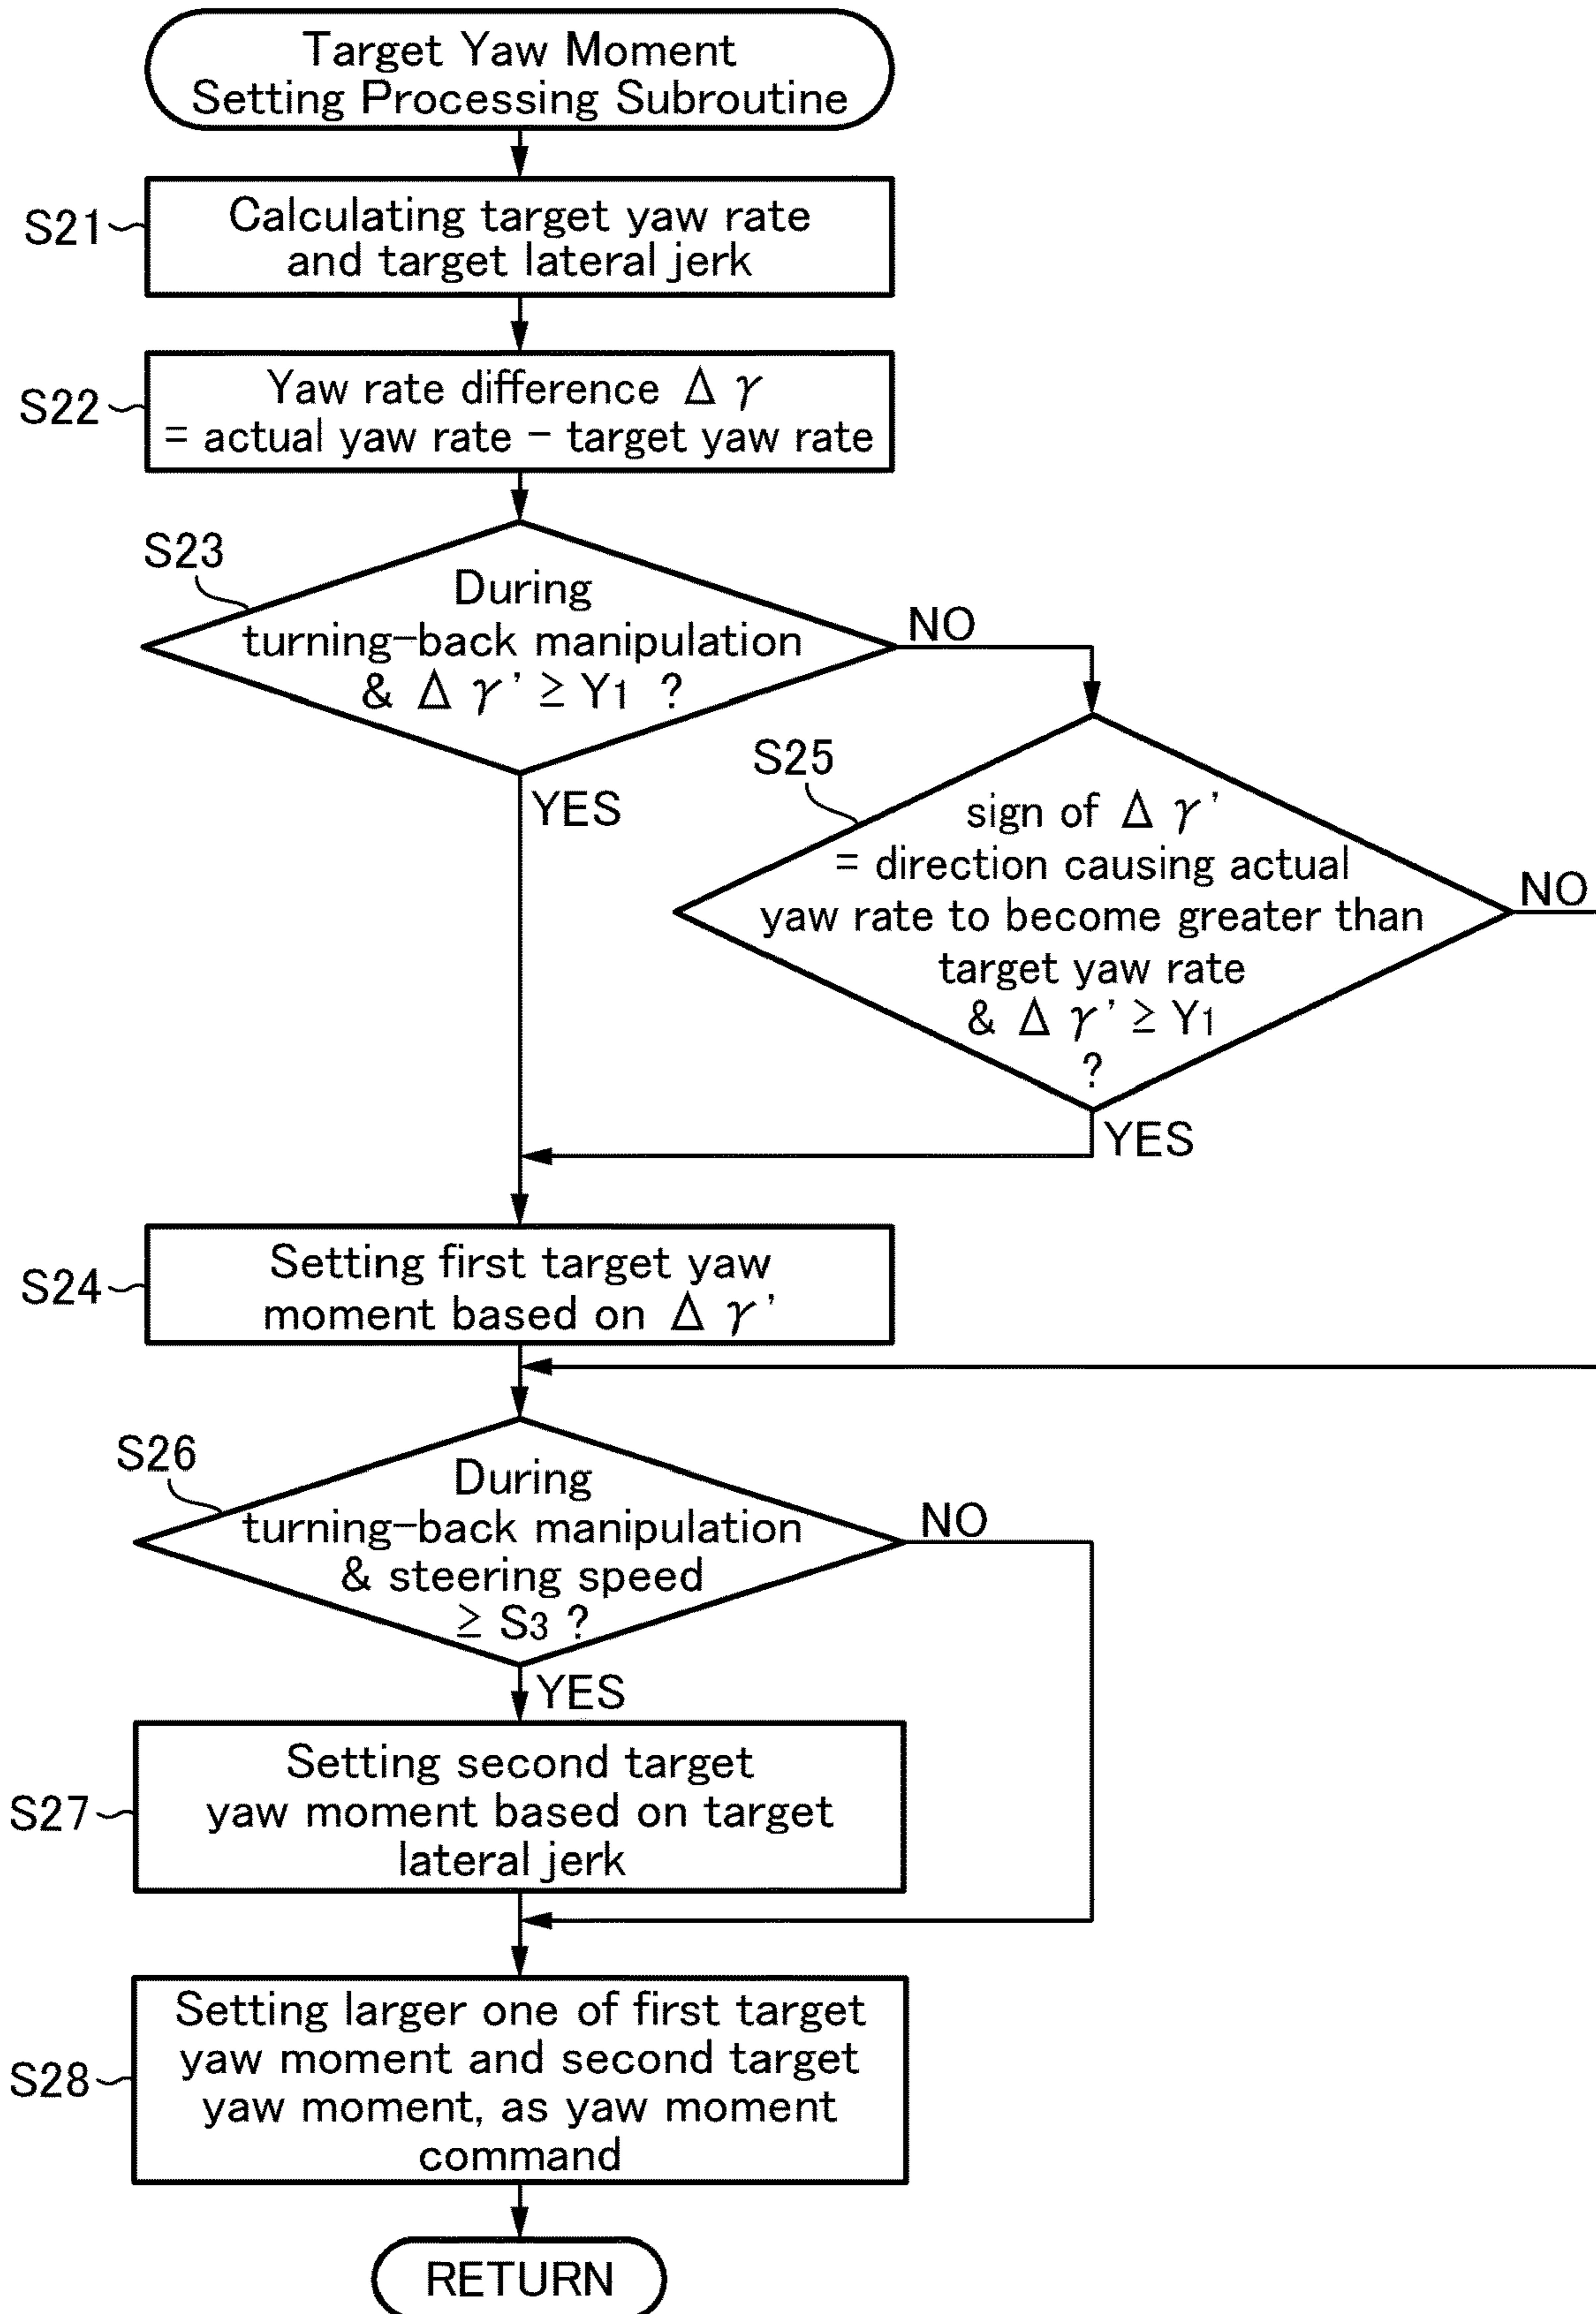 Target Yaw Moment
Setting Processing Subroutine
S21
Calculating target yaw rate
and target lateral jerk
S22
Yaw rate difference Δ γ
= actual yaw rate − target yaw rate
S23
During
turning-back manipulation
& Δ γ' ≥ Y1 ?
NO
YES
S25
sign of Δ γ'
= direction causing actual
yaw rate to become greater than
target yaw rate
& Δ γ' ≥ Y1
?
NO
YES
S24
Setting first target yaw
moment based on Δ γ'
S26
During
turning-back manipulation
& steering speed
≥ S3 ?
NO
YES
S27
Setting second target
yaw moment based on target
lateral jerk
S28
Setting larger one of first target
yaw moment and second target
yaw moment, as yaw moment
command
RETURN